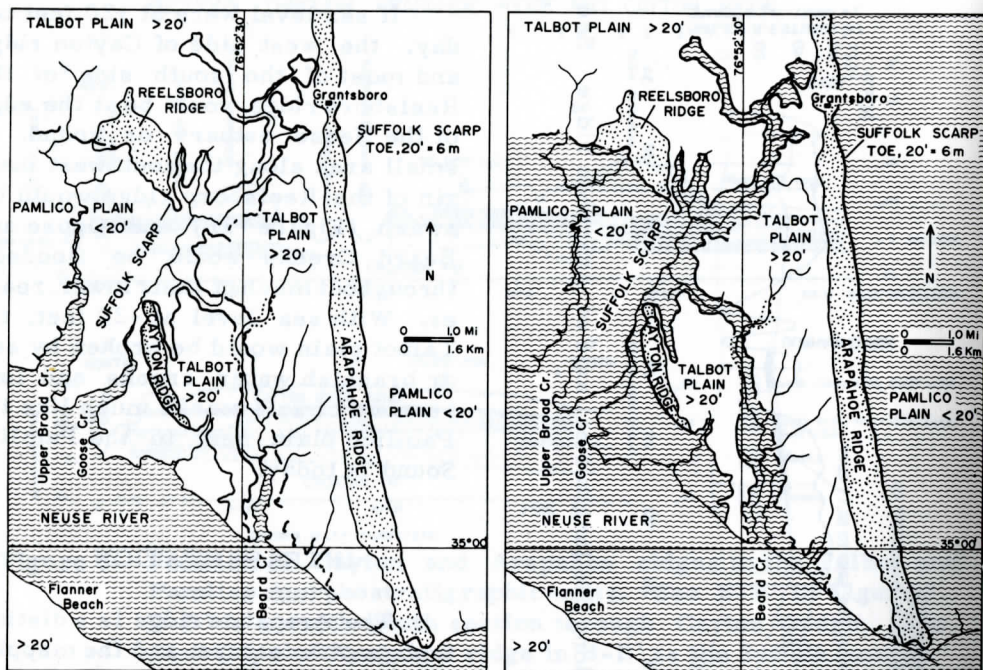 TALBOT PLAIN >20'
76°52'30"
REELSBORO
RIDGE
Grantsboro
SUFFOLK SCARP
TOE, 20' = 6 m
PAMLICO PLAIN
<20'
TALBOT
PLAIN
>20'
SUFFOLK SCARP
N
0 1.0 Mi
0 1.6 Km
CAYTON RIDGE
TALBOT
PLAIN
>20'
PAMLICO
PLAIN <20'
ARAPAHOE RIDGE
Upper Broad Cr.
Goose Cr.
NEUSE RIVER
35°00'
Beard Cr.
Flanner
Beach
>20'
TALBOT PLAIN >20'
76°52'30"
REELSBORO
RIDGE
Grantsboro
SUFFOLK SCARP
TOE, 20' = 6 m
PAMLICO PLAIN
<20'
TALBOT
PLAIN
>20'
SUFFOLK SCARP
N
0 1.0 Mi
0 1.6 Km
CAYTON RIDGE
TALBOT
PLAIN
>20'
PAMLICO
PLAIN <20'
ARAPAHOE RIDGE
Upper Broad Cr.
Goose Cr.
NEUSE RIVER
35°00'
Beard Cr.
Flanner
Beach
>20'